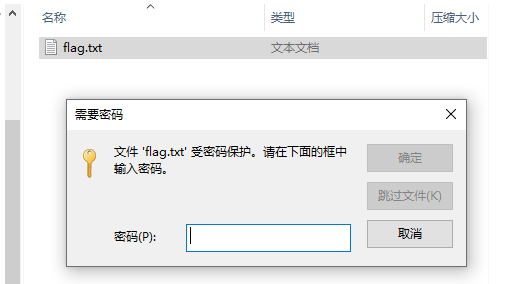 名称
类型
压缩大小
flag.txt
文本文档
需要密码
文件 'flag.txt' 受密码保护。请在下面的框中
输入密码。
确定
跳过文件(K)
密码(P):
取消